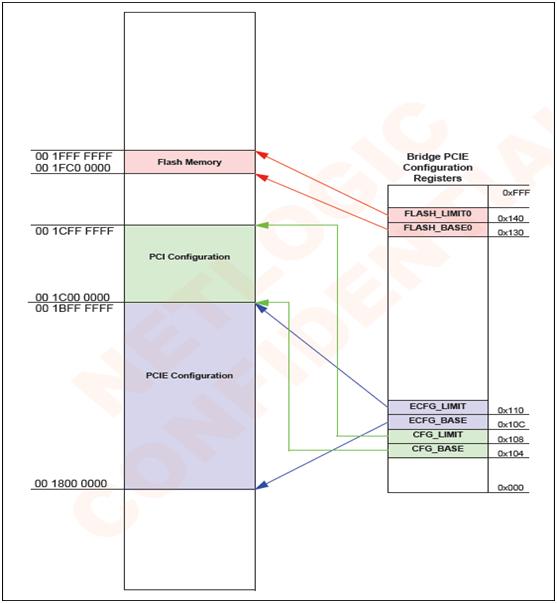 00 1FFF FFFF
00 1FC0 0000
Flash Memory
00 1CFF FFFF
PCI Configuration
00 1C00 0000
00 1BFF FFFF
PCIE Configuration
00 1800 0000
Bridge PCIE
Configuration
Registers
0xFFF
FLASH_LIMIT0
0x140
FLASH_BASE0
0x130
ECFG_LIMIT
0x110
ECFG_BASE
0x10C
CFG_LIMIT
0x108
CFG_BASE
0x104
0x000
NETLOGIC
CONFIDENTIAL